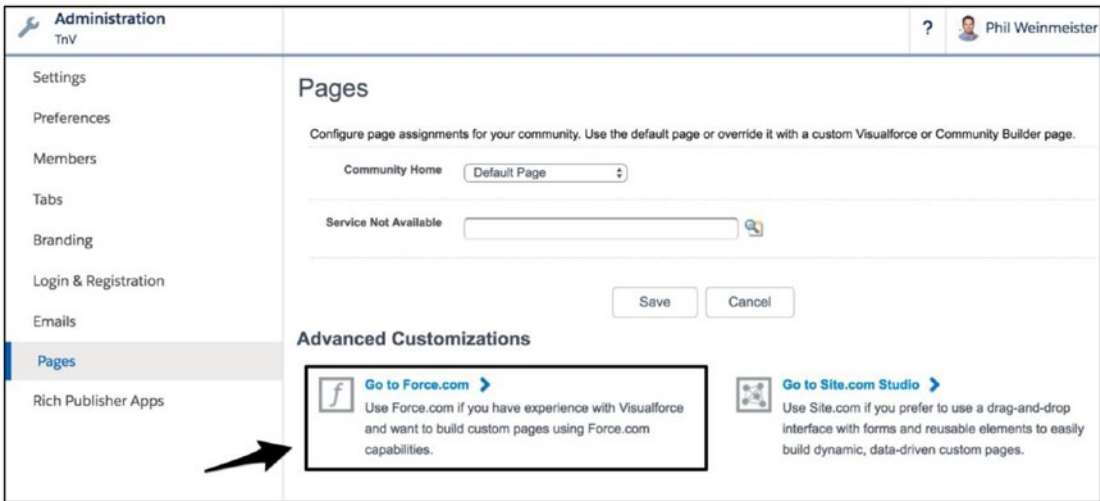 Administration
TnV
?
Phil Weinmeister
Settings
Preferences
Members
Tabs
Branding
Login & Registration
Emails
Pages
Rich Publisher Apps
Pages
Configure page assignments for your community. Use the default page or override it with a custom Visualforce or Community Builder page.
Community Home
Default Page
Service Not Available
Save
Cancel
Advanced Customizations
f
Go to Force.com
Use Force.com if you have experience with Visualforce
and want to build custom pages using Force.com
capabilities.
Go to Site.com Studio
Use Site.com if you prefer to use a drag-and-drop
interface with forms and reusable elements to easily
build dynamic, data-driven custom pages.